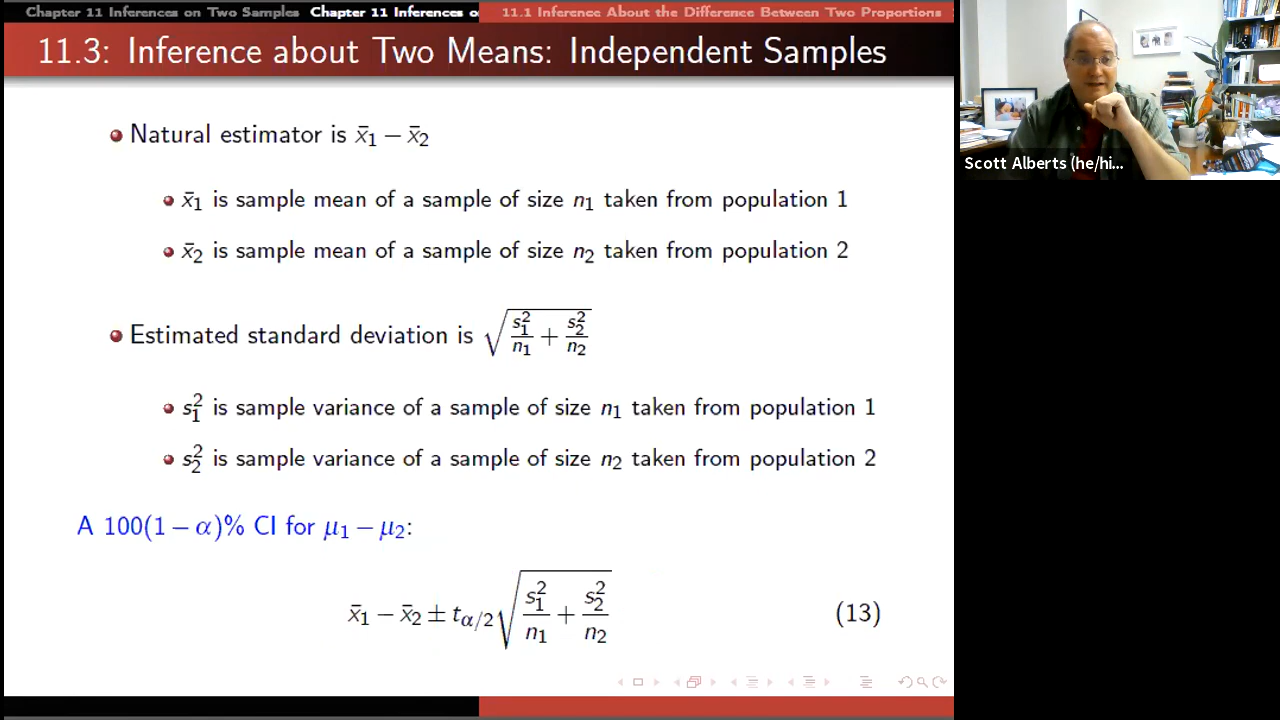 Chapter 11 Inferences on Two Samples Chapter 11 Inferences o 11.1 Inference About the Difference Between Two Proportions
11.3: Inference about Two Means: Independent Samples
Natural estimator is x̄₁ − x̄₂
x̄₁ is sample mean of a sample of size n₁ taken from population 1
x̄₂ is sample mean of a sample of size n₂ taken from population 2
Estimated standard deviation is √(s₁²/n₁ + s₂²/n₂)
s₁² is sample variance of a sample of size n₁ taken from population 1
s₂² is sample variance of a sample of size n₂ taken from population 2
A 100(1 − α)% CI for μ₁ − μ₂:
x̄₁ − x̄₂ ± t_α/2 √(s₁²/n₁ + s₂²/n₂) (13)
Scott Alberts (he/hi...